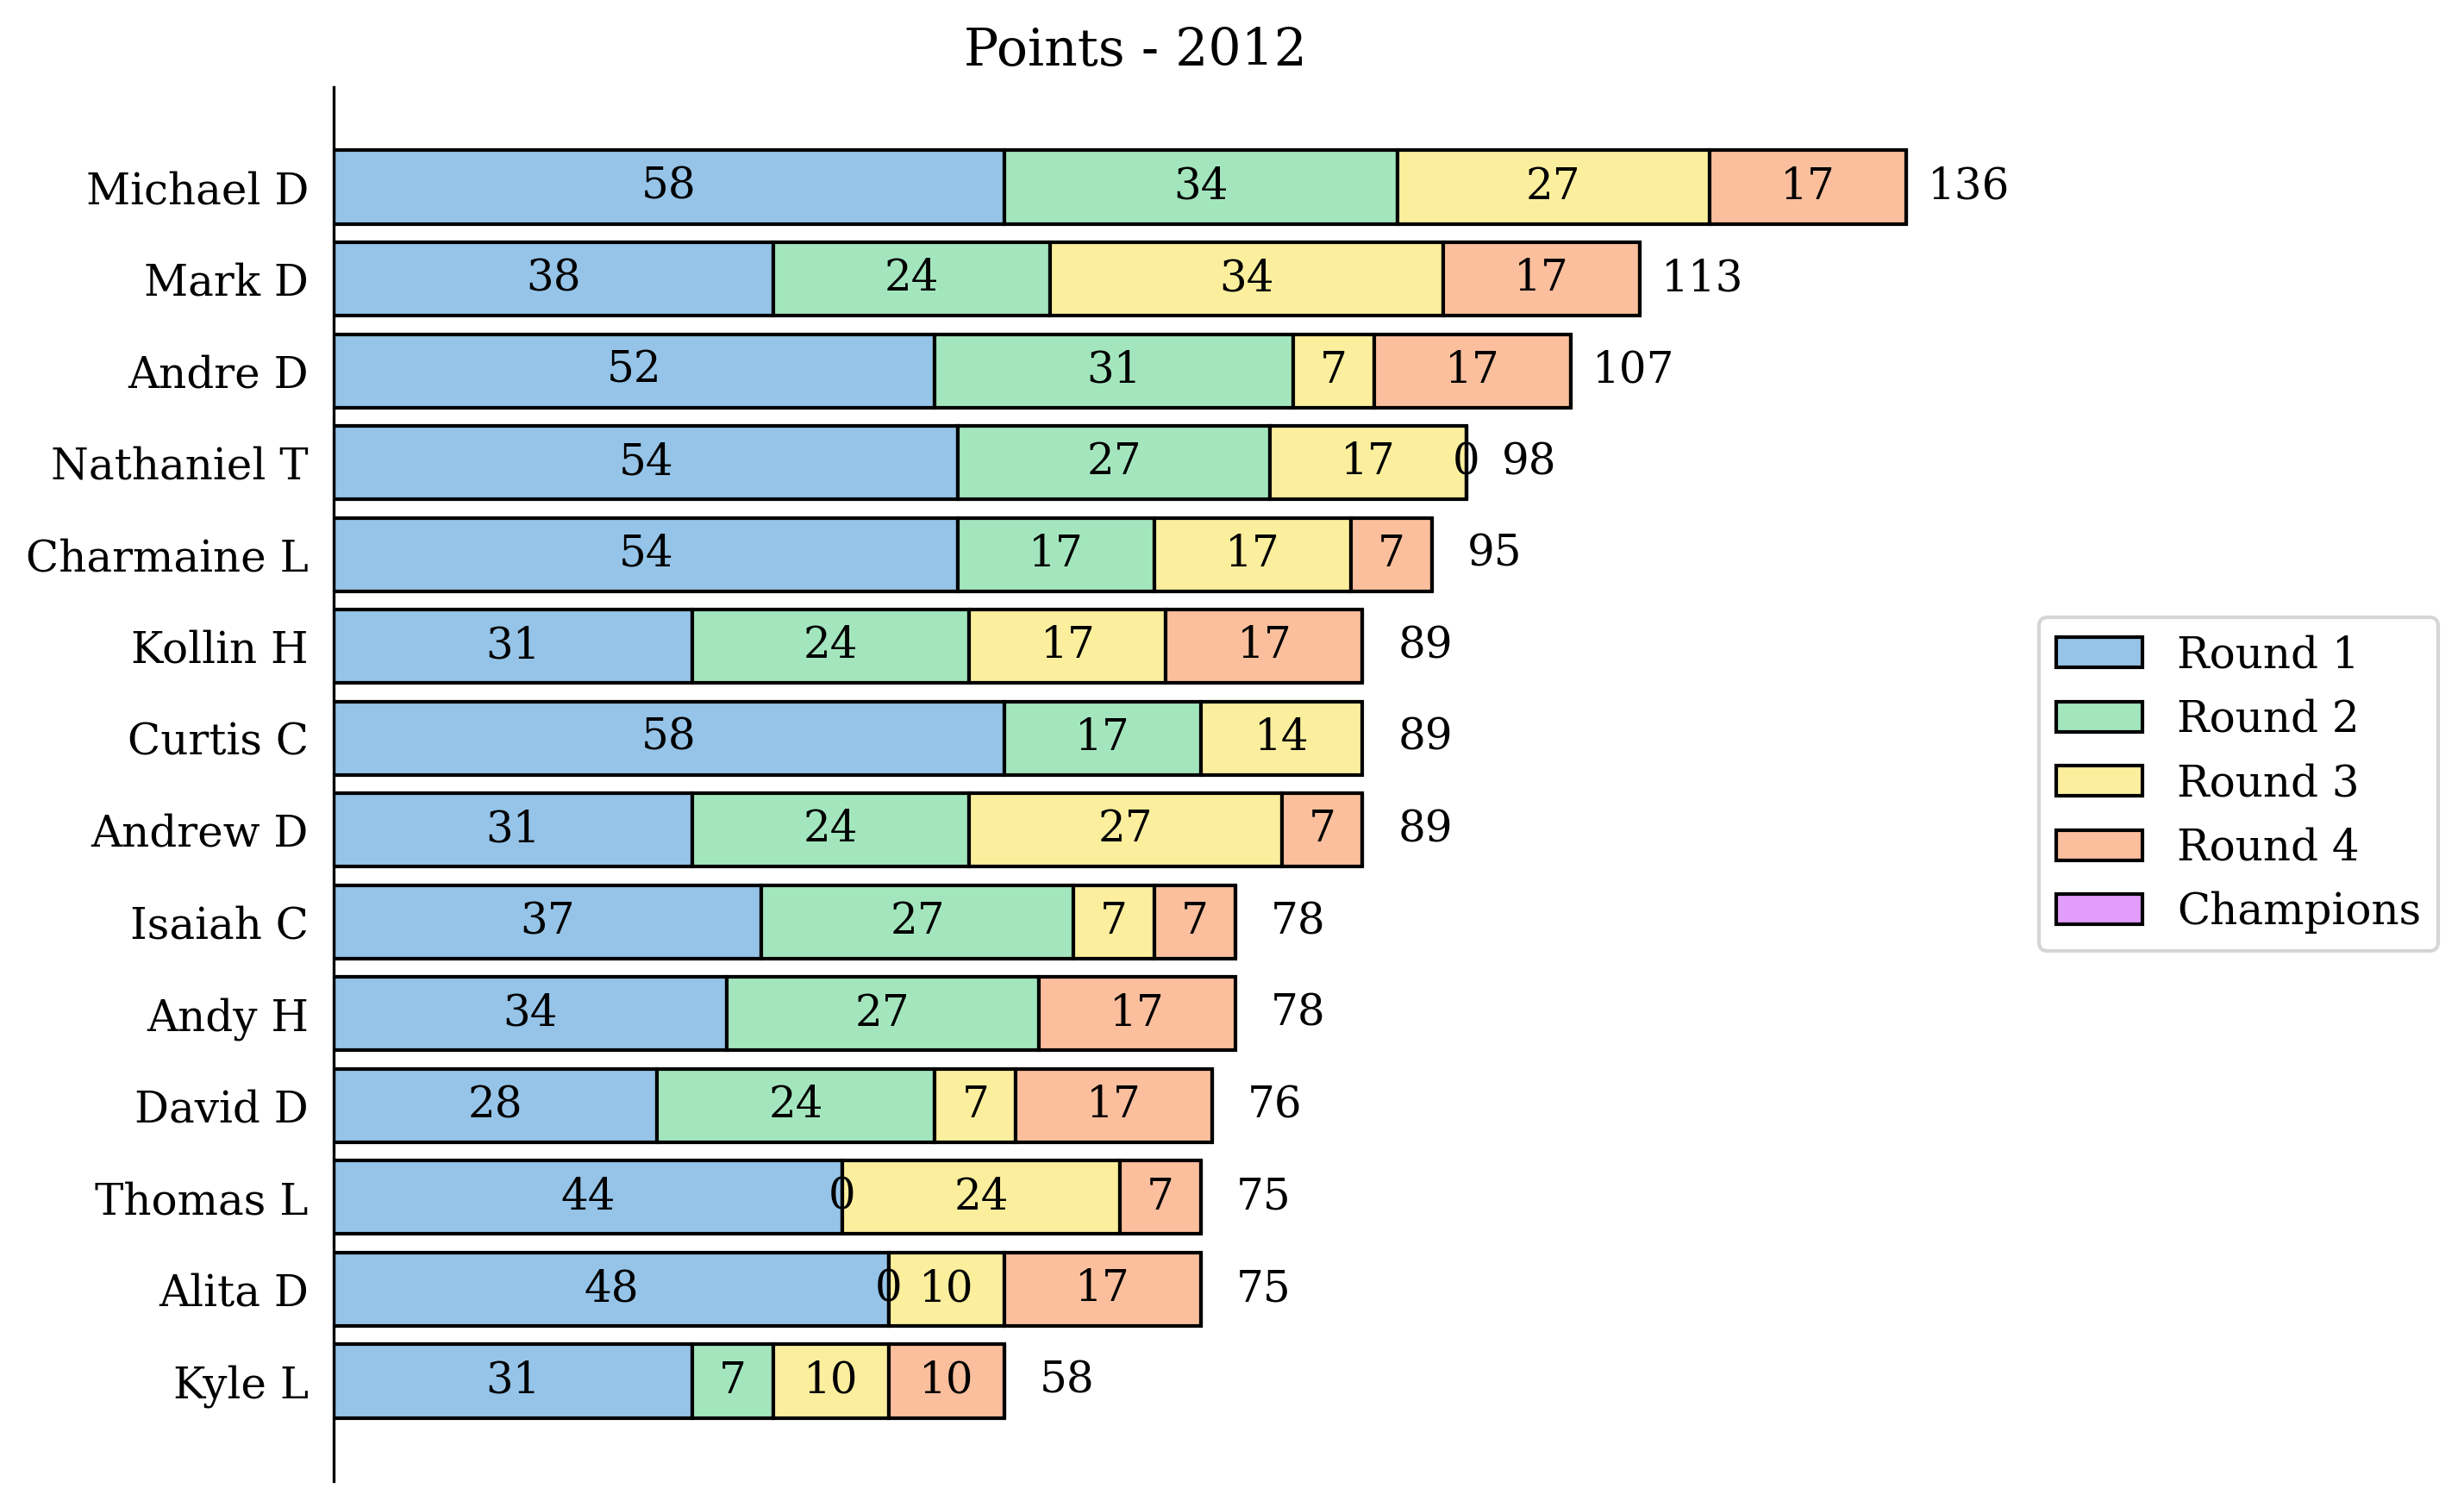 Points - 2012
Michael D 58 34 27 17 136
Mark D 38 24 34 17 113
Andre D 52 31 7 17 107
Nathaniel T 54 27 17 0 98
Charmaine L 54 17 17 7 95
Kollin H 31 24 17 17 89
Curtis C 58 17 14 89
Andrew D 31 24 27 7 89
Isaiah C 37 27 7 7 78
Andy H 34 27 17 78
David D 28 24 7 17 76
Thomas L 44 0 24 7 75
Alita D 48 0 10 17 75
Kyle L 31 7 10 10 58
Round 1
Round 2
Round 3
Round 4
Champions